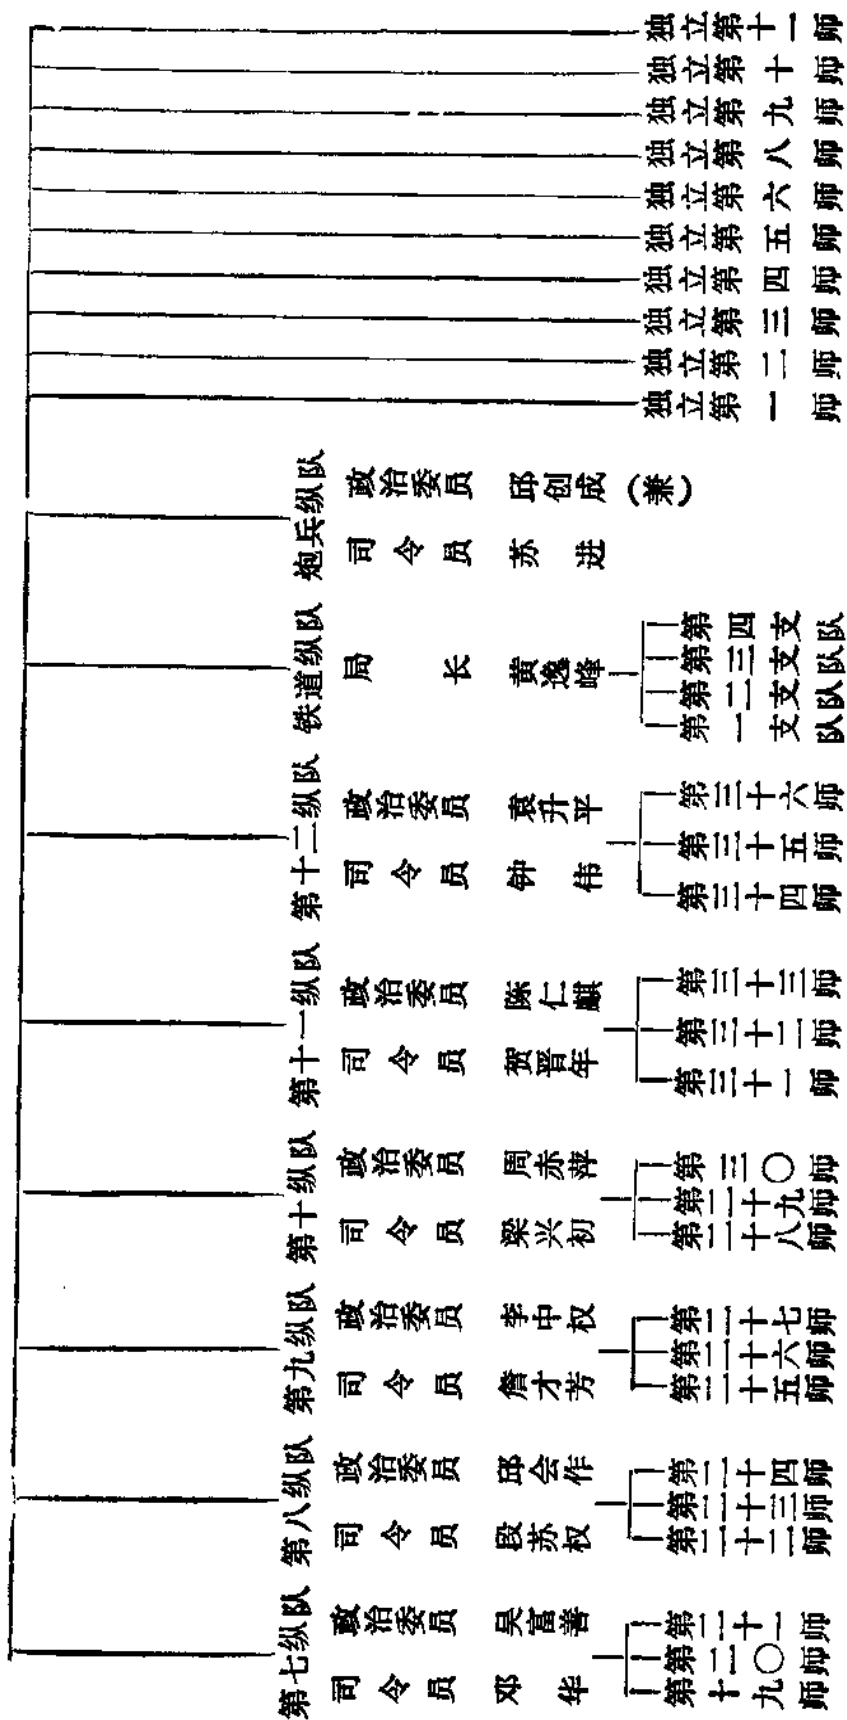 第七纵队
司令员 邓华
政治委员 吴富善
第十九师
第二〇师
第二十一师
第八纵队
司令员 段苏权
政治委员 邱会作
第二十二师
第二十三师
第二十四师
第九纵队
司令员 詹才芳
政治委员 李中权
第二十五师
第二十六师
第二十七师
第十纵队
司令员 梁兴初
政治委员 周赤萍
第二十八师
第二十九师
第三〇师
第十一纵队
司令员 贺晋年
政治委员 陈仁麒
第三十一师
第三十二师
第三十三师
第十二纵队
司令员 钟伟
政治委员 袁升平
第三十四师
第三十五师
第三十六师
铁道纵队
局长 黄逸峰
第一支队
第二支队
第三支队
第四支队
炮兵纵队
司令员 苏进
政治委员 邱创成(兼)
独立第一师
独立第二师
独立第三师
独立第四师
独立第五师
独立第六师
独立第八师
独立第九师
独立第十师
独立第十一师